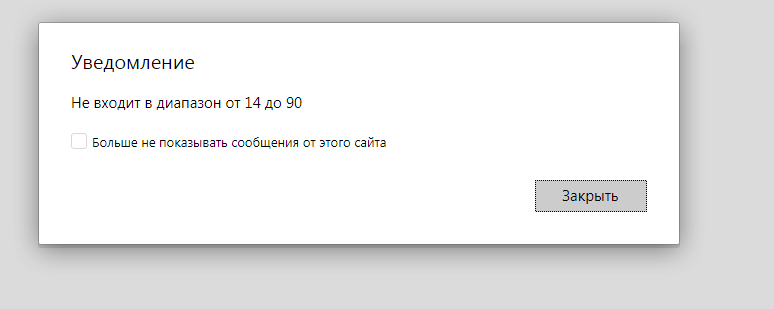 Уведомление
Не входит в диапазон от 14 до 90
Больше не показывать сообщения от этого сайта
Закрыть